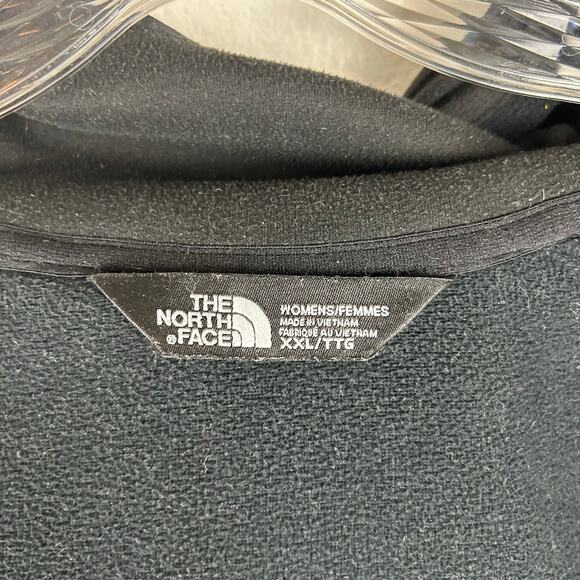 THE
NORTH
®FACE
WOMENS/FEMMES
MADE IN VIETNAM
FABRIQUÉ AU VIETNAM
XXL/TTG